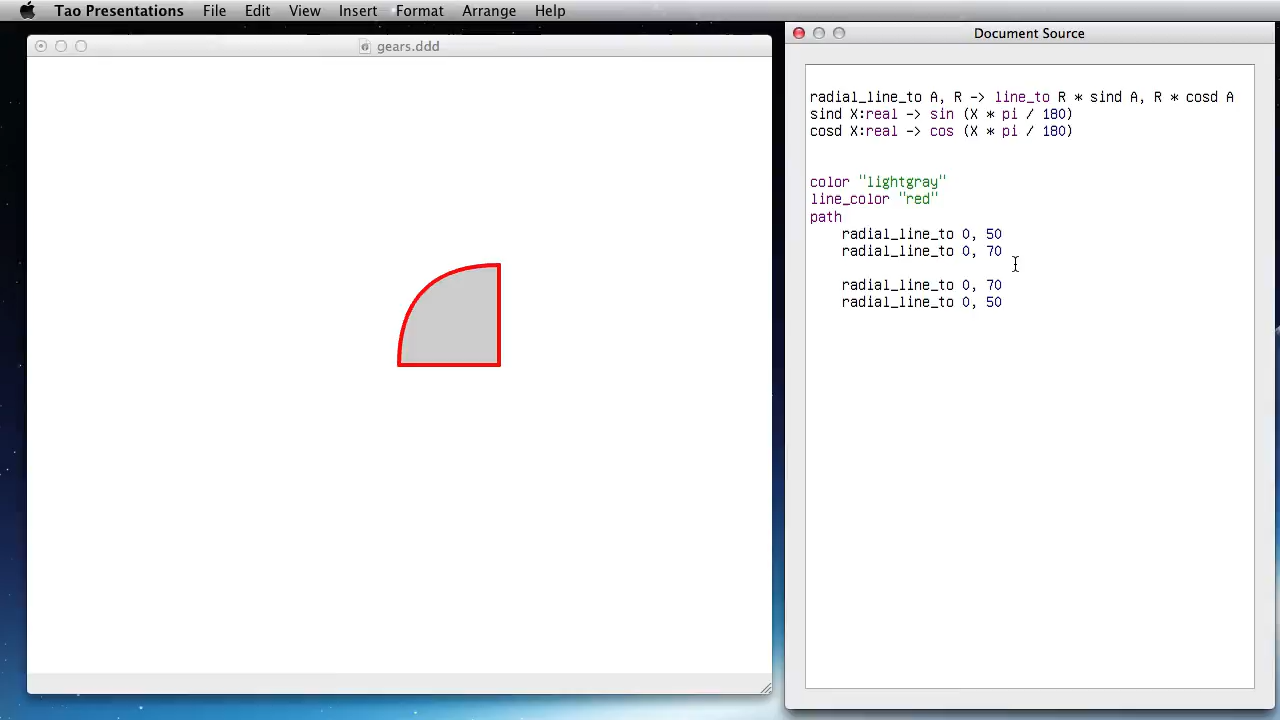 Tao Presentations File Edit View Insert Format Arrange Help
gears.ddd
Document Source
radial_line_to A, R -> line_to R * sind A, R * cosd A
sind X:real -> sin (X * pi / 180)
cosd X:real -> cos (X * pi / 180)
color "lightgray"
line_color "red"
path
radial_line_to 0, 50
radial_line_to 0, 70
radial_line_to 0, 70
radial_line_to 0, 50